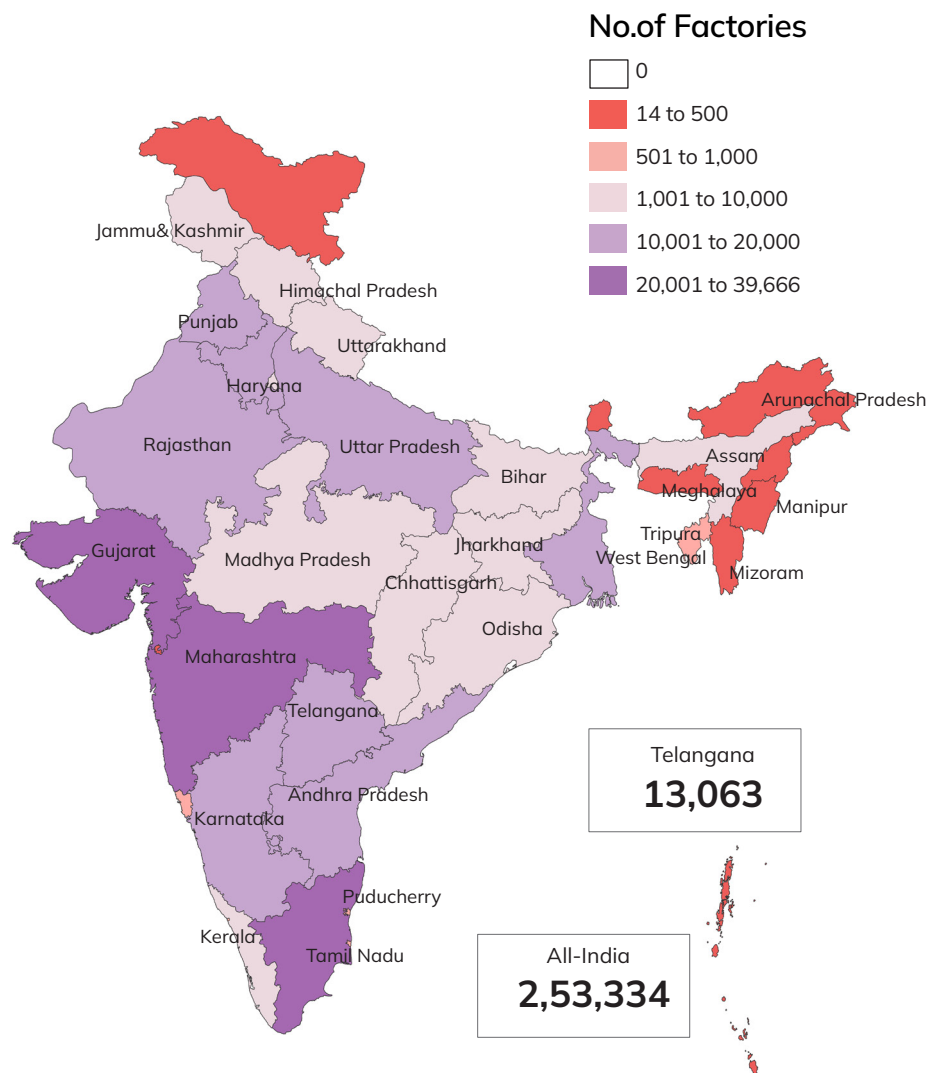 No.of Factories
0
14 to 500
501 to 1,000
1,001 to 10,000
10,001 to 20,000
20,001 to 39,666
Jammu& Kashmir
Himachal Pradesh
Punjab
Uttarakhand
Haryana
Arunachal Pradesh
Rajasthan
Uttar Pradesh
Assam
Bihar
Meghalaya
Manipur
Tripura
Jharkhand
Gujarat
West Bengal
Madhya Pradesh
Mizoram
Chhattisgarh
Odisha
Maharashtra
Telangana
Telangana
13,063
Andhra Pradesh
Karnataka
Puducherry
Kerala
Tamil Nadu
All-India
2,53,334